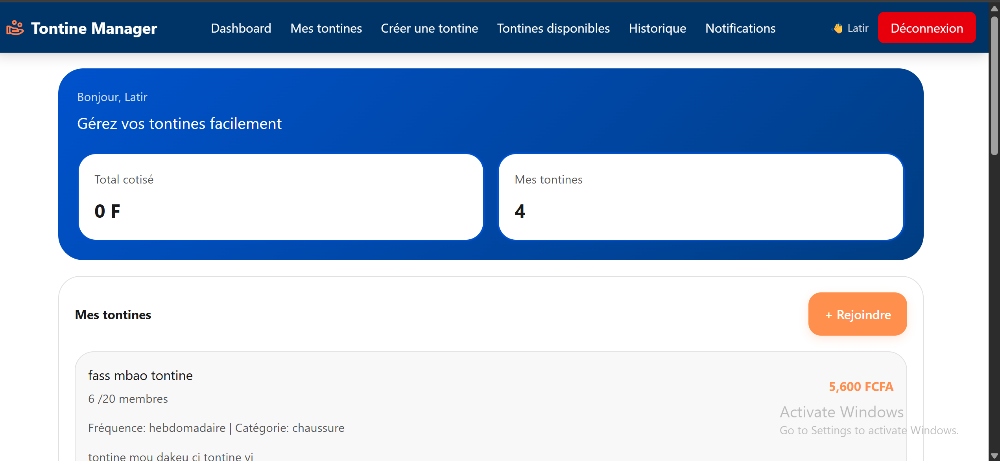 Tontine Manager
Dashboard
Mes tontines
Créer une tontine
Tontines disponibles
Historique
Notifications
👋 Latir
Déconnexion
Bonjour, Latir
Gérez vos tontines facilement
Total cotisé
0 F
Mes tontines
4
Mes tontines
+ Rejoindre
fass mbao tontine
5,600 FCFA
6 /20 membres
Fréquence: hebdomadaire | Catégorie: chaussure
tontine mou dakeu ci tontine yi
Activate Windows
Go to Settings to activate Windows.